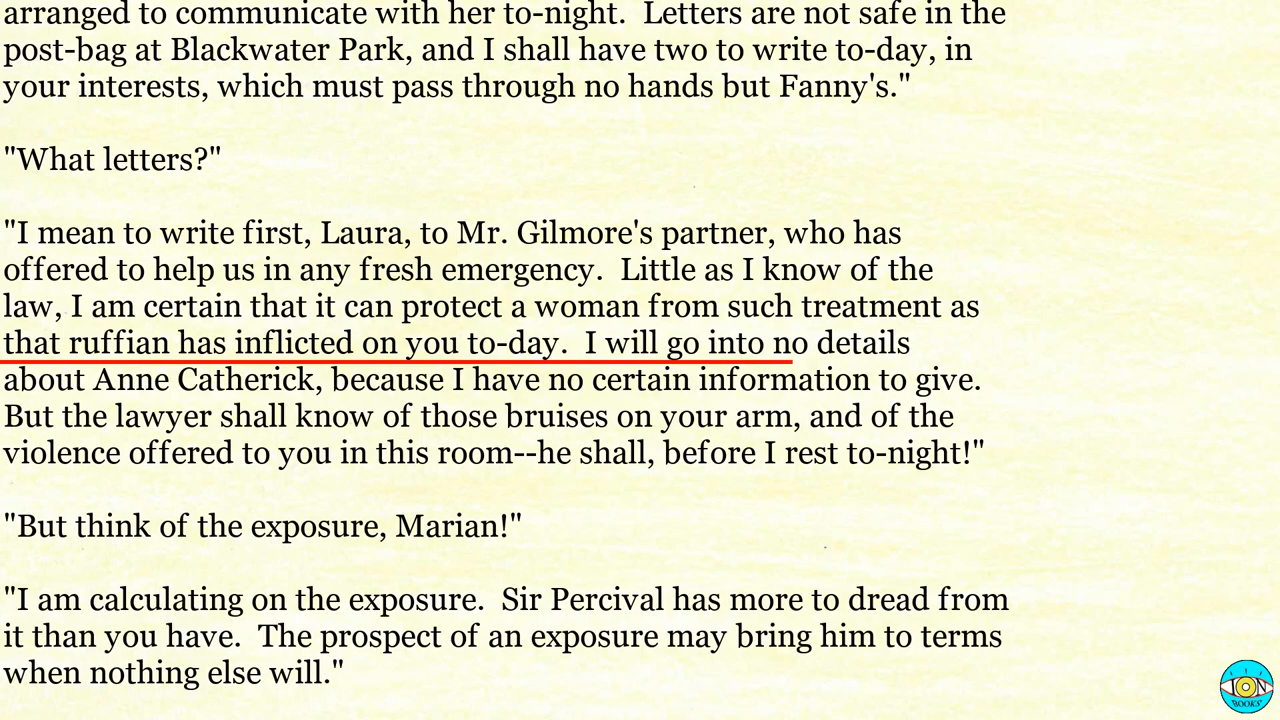 arranged to communicate with her to-night.  Letters are not safe in the
post-bag at Blackwater Park, and I shall have two to write to-day, in
your interests, which must pass through no hands but Fanny's."
"What letters?"
"I mean to write first, Laura, to Mr. Gilmore's partner, who has
offered to help us in any fresh emergency.  Little as I know of the
law, I am certain that it can protect a woman from such treatment as
that ruffian has inflicted on you to-day.  I will go into no details
about Anne Catherick, because I have no certain information to give.
But the lawyer shall know of those bruises on your arm, and of the
violence offered to you in this room--he shall, before I rest to-night!"
"But think of the exposure, Marian!"
"I am calculating on the exposure.  Sir Percival has more to dread from
it than you have.  The prospect of an exposure may bring him to terms
when nothing else will."
ION
BOOKS